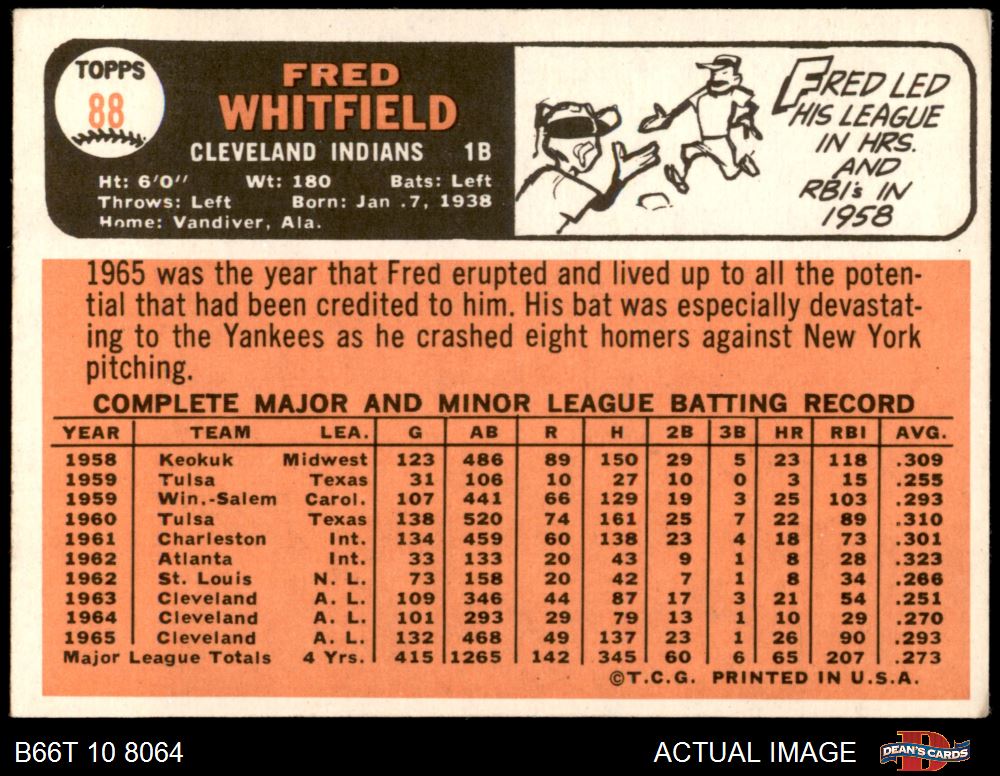 TOPPS
88
FRED
WHITFIELD
CLEVELAND INDIANS 1B
Ht: 6'0" Wt: 180 Bats: Left
Throws: Left Born: Jan .7, 1938
Home: Vandiver, Ala.
FRED LED
HIS LEAGUE
IN HRS.
AND
RBI's IN
1958
1965 was the year that Fred erupted and lived up to all the poten-
tial that had been credited to him. His bat was especially devastat-
ing to the Yankees as he crashed eight homers against New York
pitching.
COMPLETE MAJOR AND MINOR LEAGUE BATTING RECORD
YEAR TEAM LEA. G AB R H 2B 3B HR RBI AVG.
1958 Keokuk Midwest 123 486 89 150 29 5 23 118 .309
1959 Tulsa Texas 31 106 10 27 10 0 3 15 .255
1959 Win.-Salem Carol. 107 441 66 129 19 3 25 103 .293
1960 Tulsa Texas 138 520 74 161 25 7 22 89 .310
1961 Charleston Int. 134 459 60 138 23 4 18 73 .301
1962 Atlanta Int. 33 133 20 43 9 1 8 28 .323
1962 St. Louis N. L. 73 158 20 42 7 1 8 34 .266
1963 Cleveland A. L. 109 346 44 87 17 3 21 54 .251
1964 Cleveland A. L. 101 293 29 79 13 1 10 29 .270
1965 Cleveland A. L. 132 468 49 137 23 1 26 90 .293
Major League Totals 4 Yrs. 415 1265 142 345 60 6 65 207 .273
©T.C.G. PRINTED IN U.S.A.
B66T 10 8064 ACTUAL IMAGE
D
DEAN'S CARDS